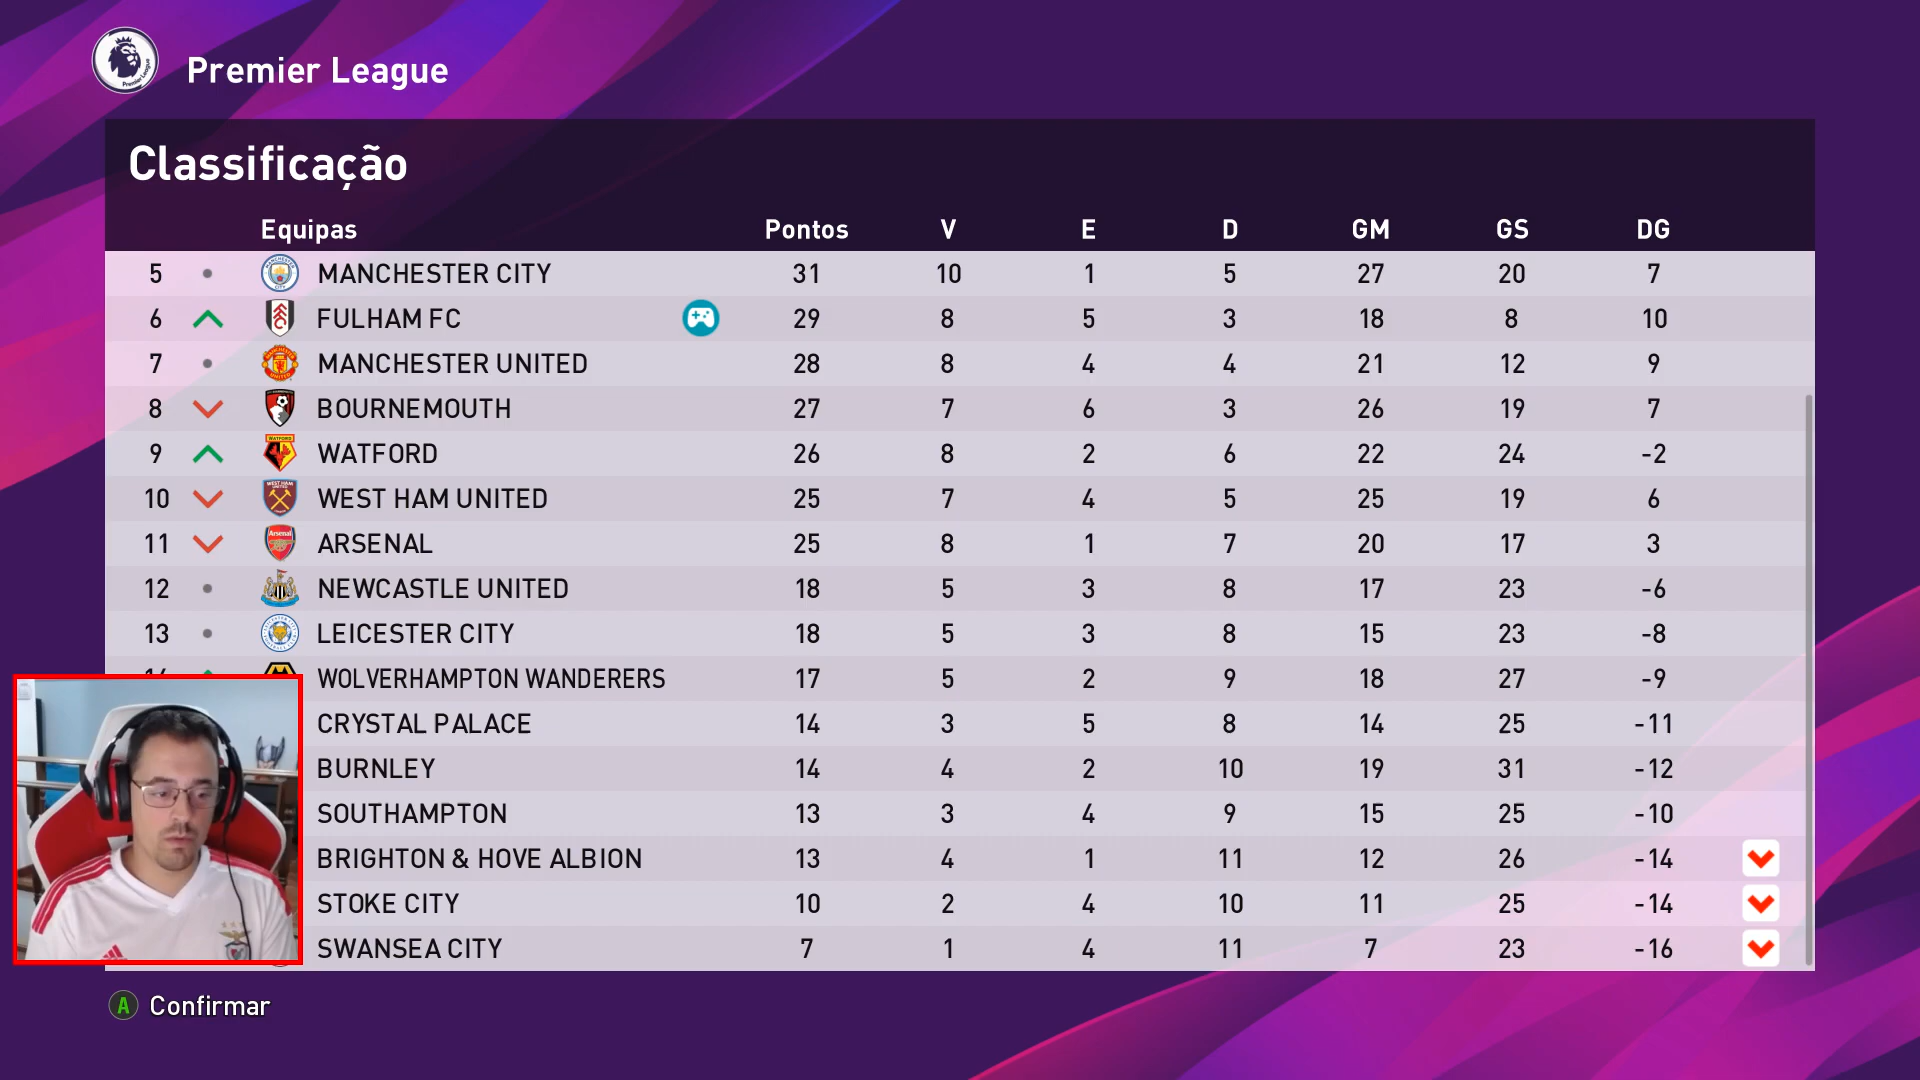 Premier League
Classificação
Equipas Pontos V E D GM GS DG
5 MANCHESTER CITY 31 10 1 5 27 20 7
6 FULHAM FC 29 8 5 3 18 8 10
7 MANCHESTER UNITED 28 8 4 4 21 12 9
8 BOURNEMOUTH 27 7 6 3 26 19 7
9 WATFORD 26 8 2 6 22 24 -2
10 WEST HAM UNITED 25 7 4 5 25 19 6
11 ARSENAL 25 8 1 7 20 17 3
12 NEWCASTLE UNITED 18 5 3 8 17 23 -6
13 LEICESTER CITY 18 5 3 8 15 23 -8
WOLVERHAMPTON WANDERERS 17 5 2 9 18 27 -9
CRYSTAL PALACE 14 3 5 8 14 25 -11
BURNLEY 14 4 2 10 19 31 -12
SOUTHAMPTON 13 3 4 9 15 25 -10
BRIGHTON & HOVE ALBION 13 4 1 11 12 26 -14
STOKE CITY 10 2 4 10 11 25 -14
SWANSEA CITY 7 1 4 11 7 23 -16
A Confirmar